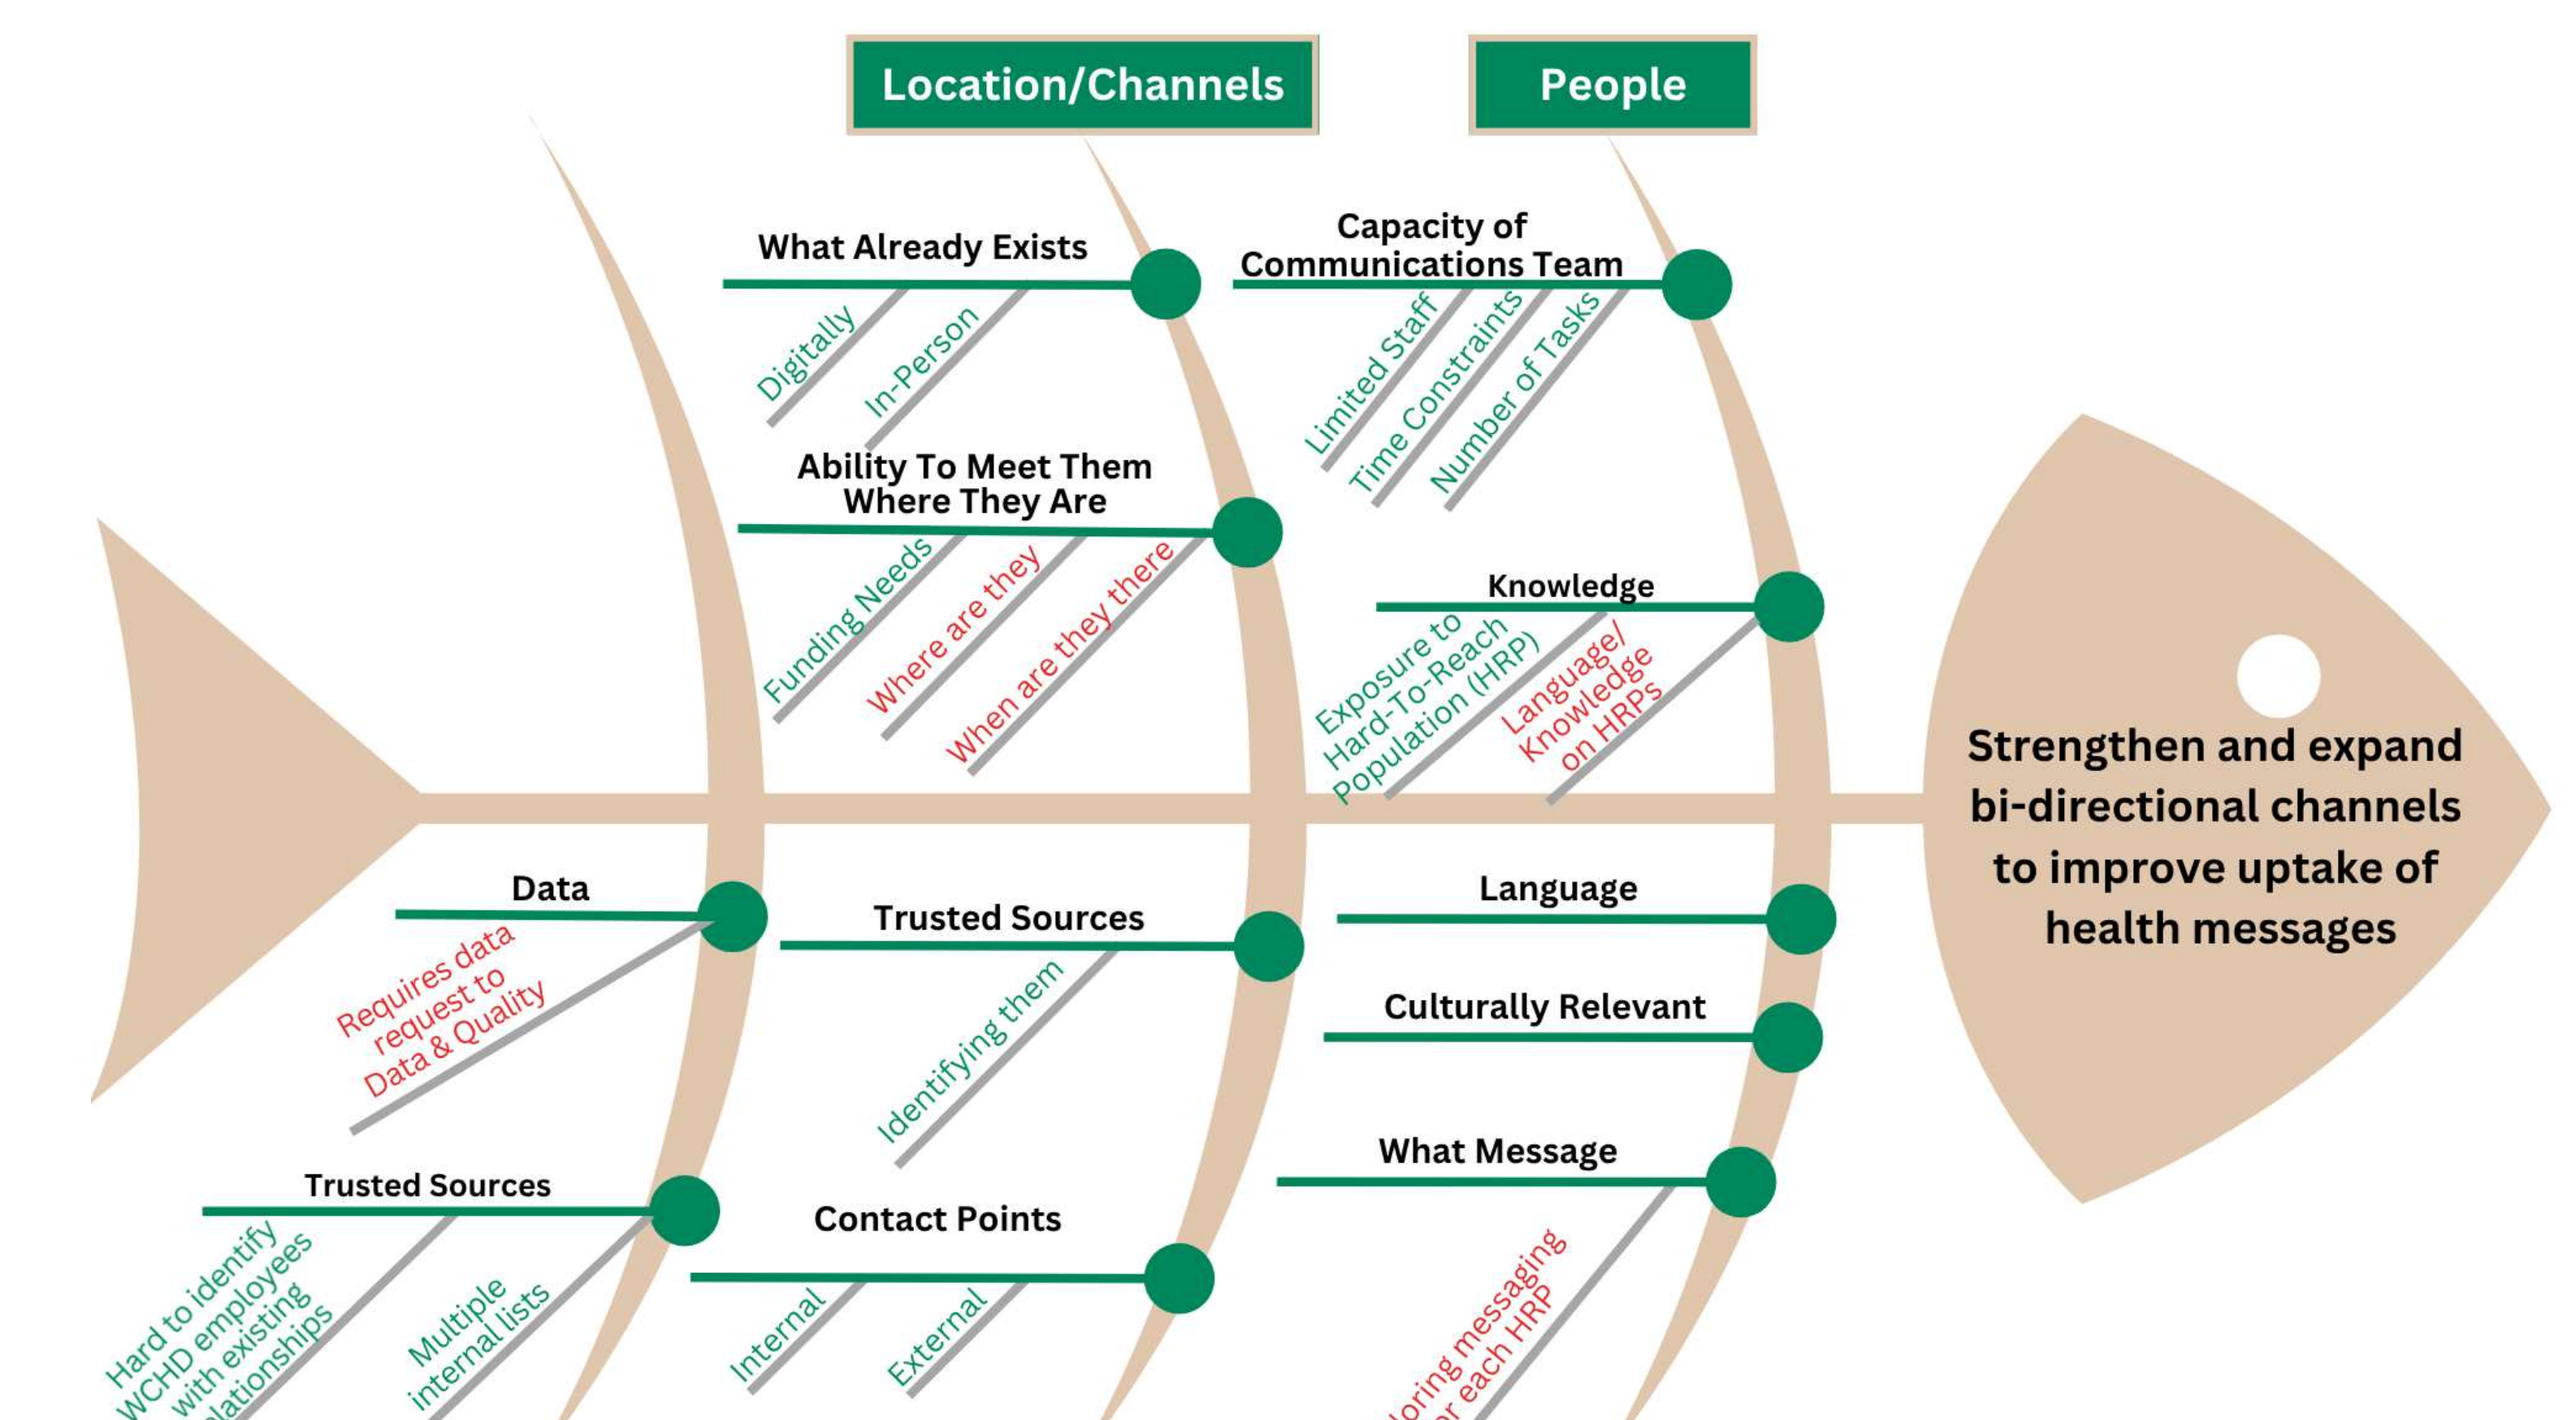 Location/Channels
People
What Already Exists
Digitally
In-Person
Capacity of
Communications Team
Limited Staff
Time Constraints
Number of Tasks
Ability To Meet Them
Where They Are
Funding Needs
Where are they
When are they there
Knowledge
Exposure to
Hard-To-Reach
Population (HRP)
Language/
Knowledge
on HRPs
Strengthen and expand
bi-directional channels
to improve uptake of
health messages
Data
Requires data
request to
Data & Quality
Trusted Sources
Identifying them
Language
Culturally Relevant
What Message
messaging
each HRP
Trusted Sources
Hard to identify
WCHD employees
with existing
Multiple
internal lists
Contact Points
Internal
External